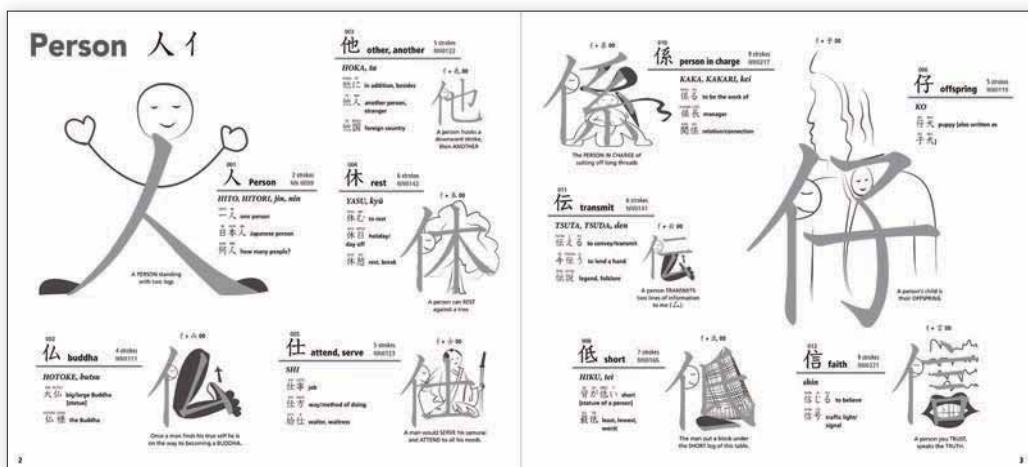 Person 人 亻
001
人 Person
2 strokes
HITO, HITORI, jin, nin
一人 one person
日本人 Japanese person
何人 how many people?
A PERSON standing
with two legs
002
仏 buddha
4 strokes
HOTOKE, butsu
大仏 big/large Buddha
[statue]
仏様 the Buddha
Once a man finds his true self he is
on the way to becoming a BUDDHA.
003
他 other, another
5 strokes
HOKA, ta
他に in addition, besides
他人 another person,
stranger
他国 foreign country
A person hooks a
downward stroke,
then ANOTHER
004
休 rest
6 strokes
YASU, kyū
休む to rest
休日 holiday/
day off
休憩 rest, break
A person can REST
against a tree
005
仕 attend, serve
5 strokes
SHI
仕事 job
仕方 way/method of doing
給仕 waiter, waitress
A man would SERVE his samurai
and ATTEND to all his needs.
2
010
係 person in charge
9 strokes
KAKA, KAKARI, kei
係る to be the work of
係長 manager
関係 relation/connection
The PERSON IN CHARGE of
cutting off long threads
011
伝 transmit
6 strokes
TSUTA, TSUDA, den
伝える to convey/transmit
手伝う to lend a hand
伝説 legend, folklore
A person TRANSMITS
two lines of information
to me (ム)
仔 offspring
5 strokes
KO
仔犬 puppy [also written as
子犬]
A person's child is
their OFFSPRING
低 short
7 strokes
HIKU, tei
背が低い short
[stature of a person]
最低 least, lowest,
worst
The man put a block under
the SHORT leg of this table.
012
信 faith
9 strokes
shin
信じる to believe
信号 traffic light/
signal
A person you TRUST,
speaks the TRUTH.
3